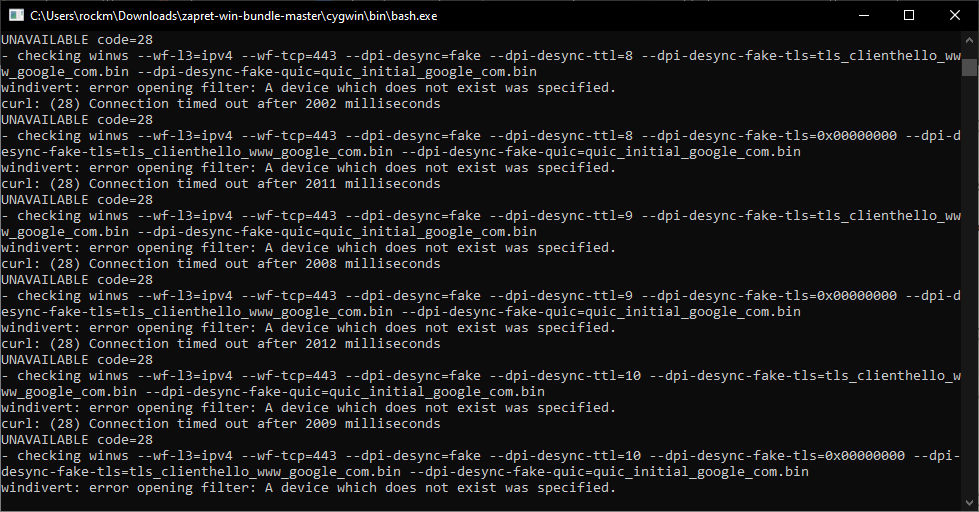 C:\Users\rockm\Downloads\zapret-win-bundle-master\cygwin\bin\bash.exe
UNAVAILABLE code=28
- checking winws --wf-l3=ipv4 --wf-tcp=443 --dpi-desync=fake --dpi-desync-ttl=8 --dpi-desync-fake-tls=tls_clienthello_ww
w_google_com.bin --dpi-desync-fake-quic=quic_initial_google_com.bin
windivert: error opening filter: A device which does not exist was specified.
curl: (28) Connection timed out after 2002 milliseconds
UNAVAILABLE code=28
- checking winws --wf-l3=ipv4 --wf-tcp=443 --dpi-desync=fake --dpi-desync-ttl=8 --dpi-desync-fake-tls=0x00000000 --dpi-d
esync-fake-tls=tls_clienthello_www_google_com.bin --dpi-desync-fake-quic=quic_initial_google_com.bin
windivert: error opening filter: A device which does not exist was specified.
curl: (28) Connection timed out after 2011 milliseconds
UNAVAILABLE code=28
- checking winws --wf-l3=ipv4 --wf-tcp=443 --dpi-desync=fake --dpi-desync-ttl=9 --dpi-desync-fake-tls=tls_clienthello_ww
w_google_com.bin --dpi-desync-fake-quic=quic_initial_google_com.bin
windivert: error opening filter: A device which does not exist was specified.
curl: (28) Connection timed out after 2008 milliseconds
UNAVAILABLE code=28
- checking winws --wf-l3=ipv4 --wf-tcp=443 --dpi-desync=fake --dpi-desync-ttl=9 --dpi-desync-fake-tls=0x00000000 --dpi-d
esync-fake-tls=tls_clienthello_www_google_com.bin --dpi-desync-fake-quic=quic_initial_google_com.bin
windivert: error opening filter: A device which does not exist was specified.
curl: (28) Connection timed out after 2012 milliseconds
UNAVAILABLE code=28
- checking winws --wf-l3=ipv4 --wf-tcp=443 --dpi-desync=fake --dpi-desync-ttl=10 --dpi-desync-fake-tls=tls_clienthello_w
ww_google_com.bin --dpi-desync-fake-quic=quic_initial_google_com.bin
windivert: error opening filter: A device which does not exist was specified.
curl: (28) Connection timed out after 2009 milliseconds
UNAVAILABLE code=28
- checking winws --wf-l3=ipv4 --wf-tcp=443 --dpi-desync=fake --dpi-desync-ttl=10 --dpi-desync-fake-tls=0x00000000 --dpi-
desync-fake-tls=tls_clienthello_www_google_com.bin --dpi-desync-fake-quic=quic_initial_google_com.bin
windivert: error opening filter: A device which does not exist was specified.